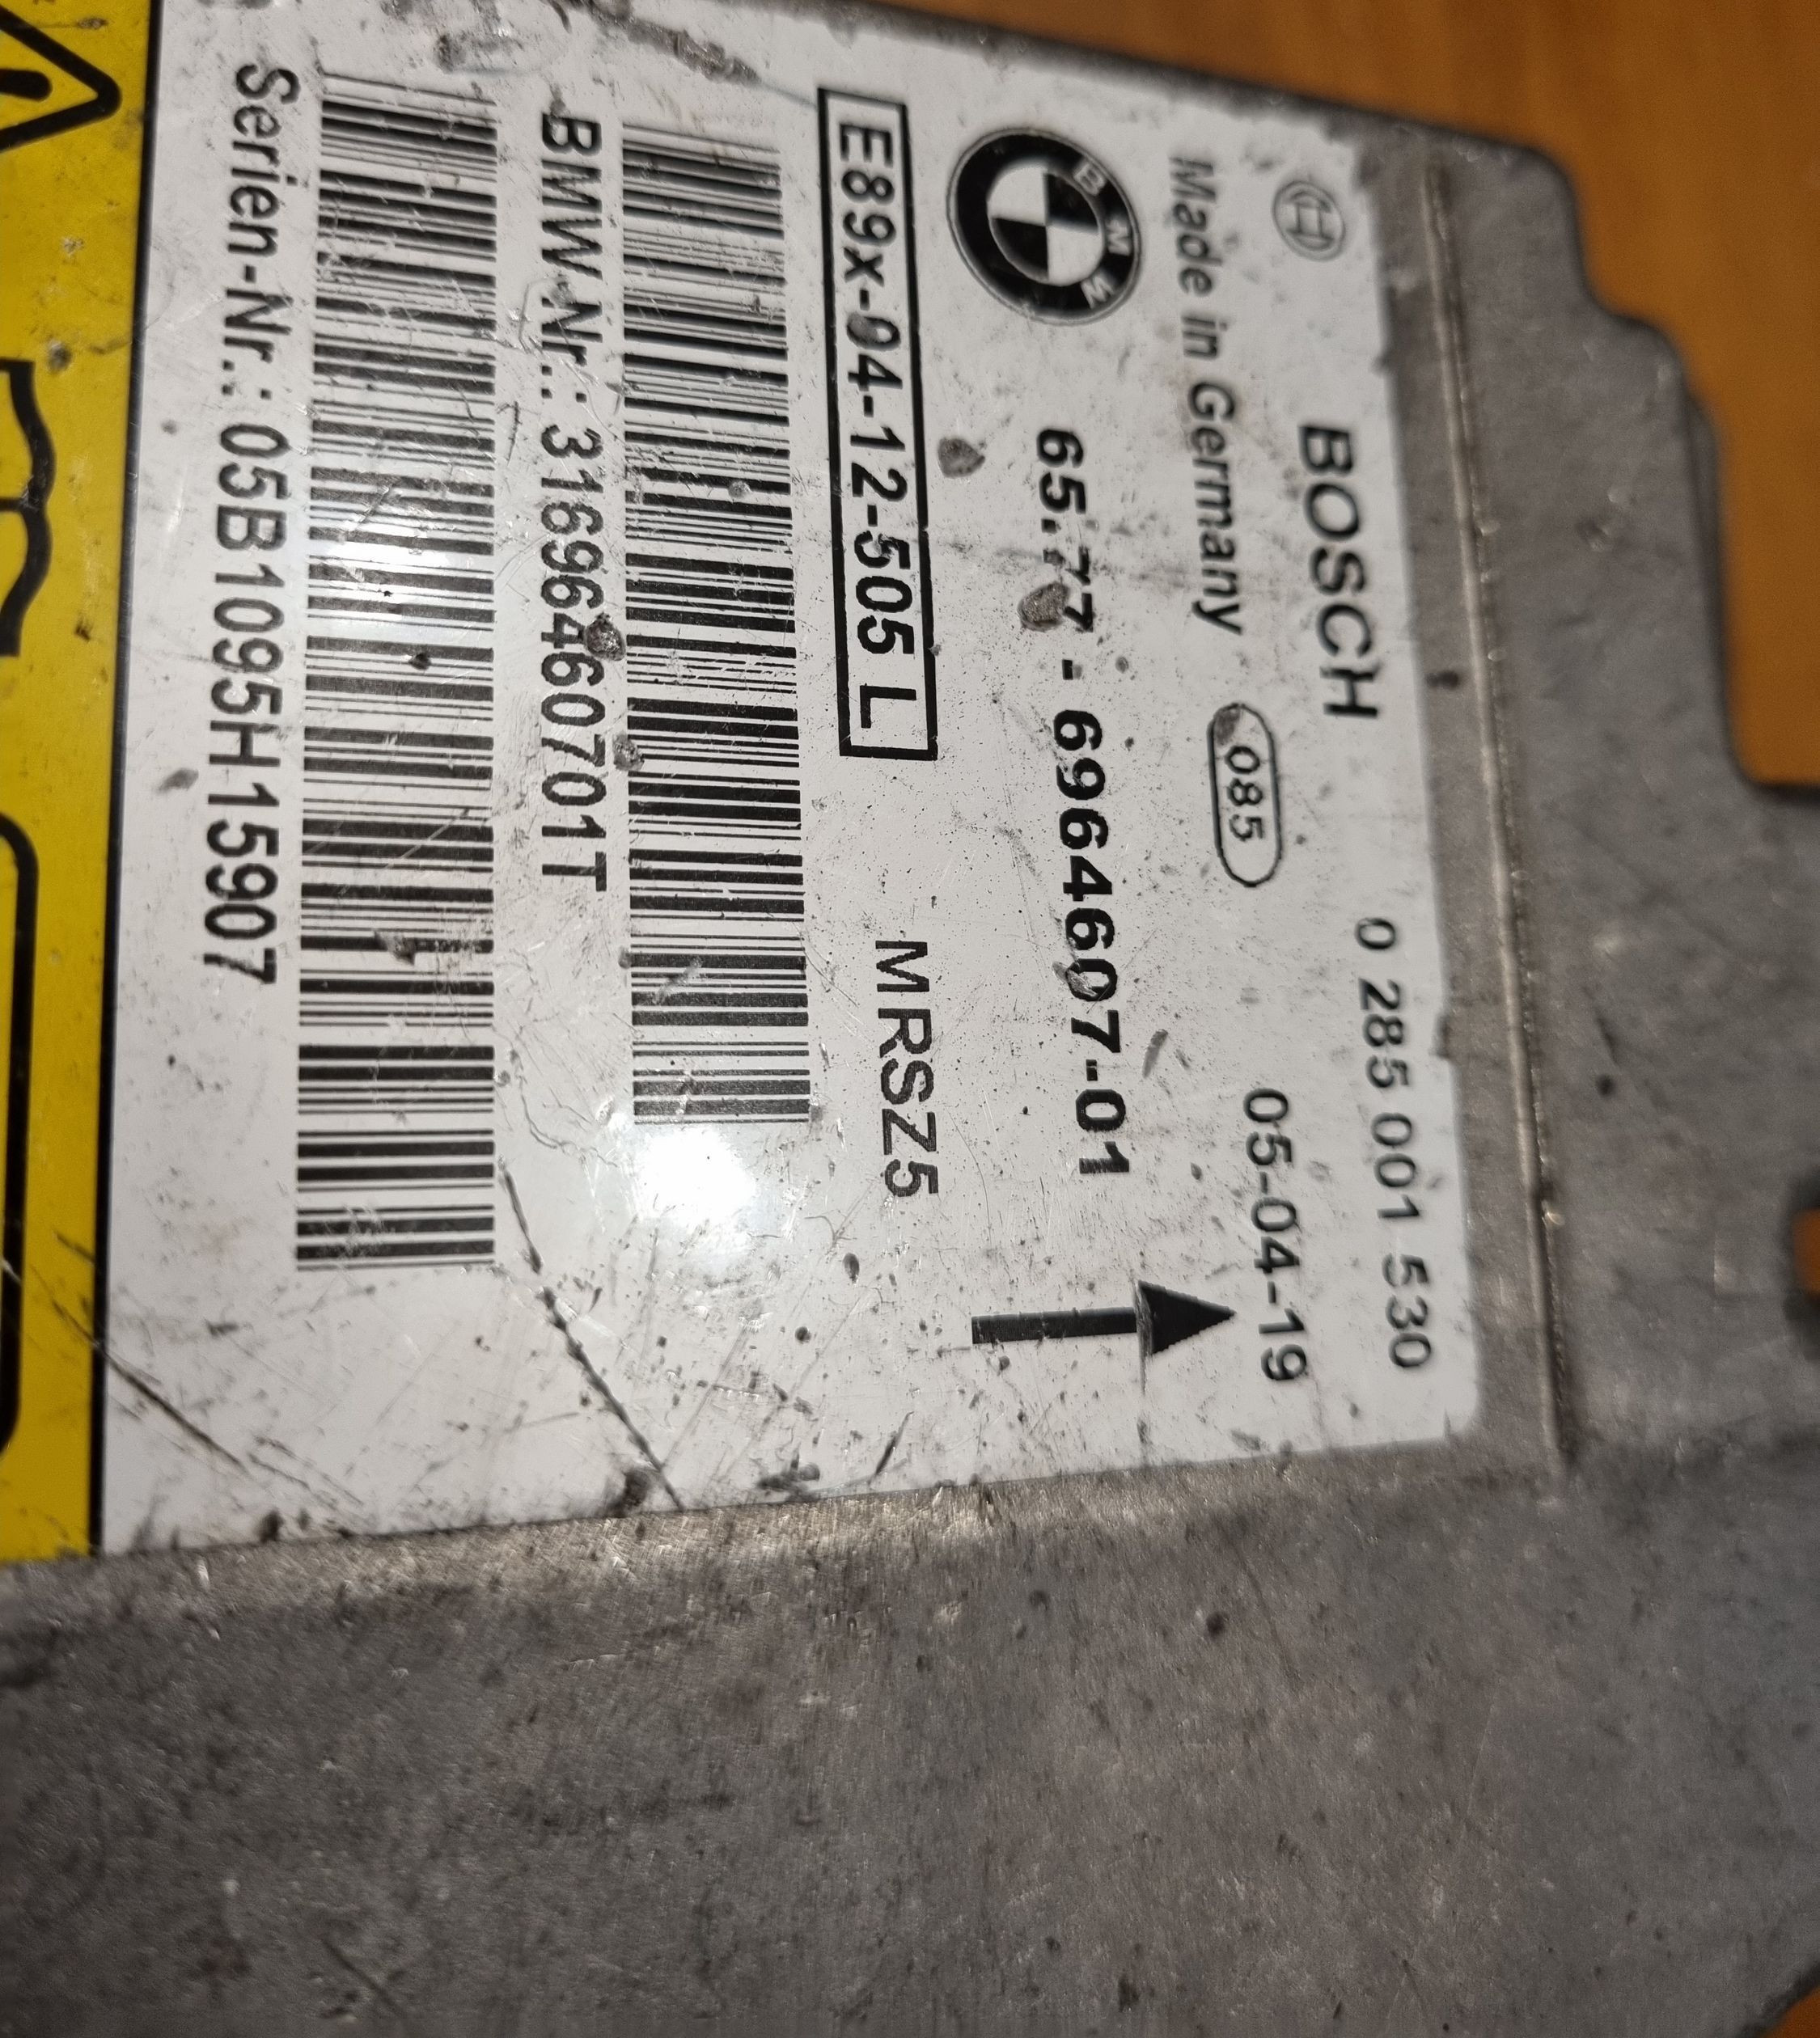 BOSCH 0 285 001 530
Made in Germany 085 05-04-19
BMW 65.77 - 6964607-01
E89x-04-12-505 L MRSZ5
BMW-Nr.: 31696460701T
Serien-Nr.: 05B1095H15907